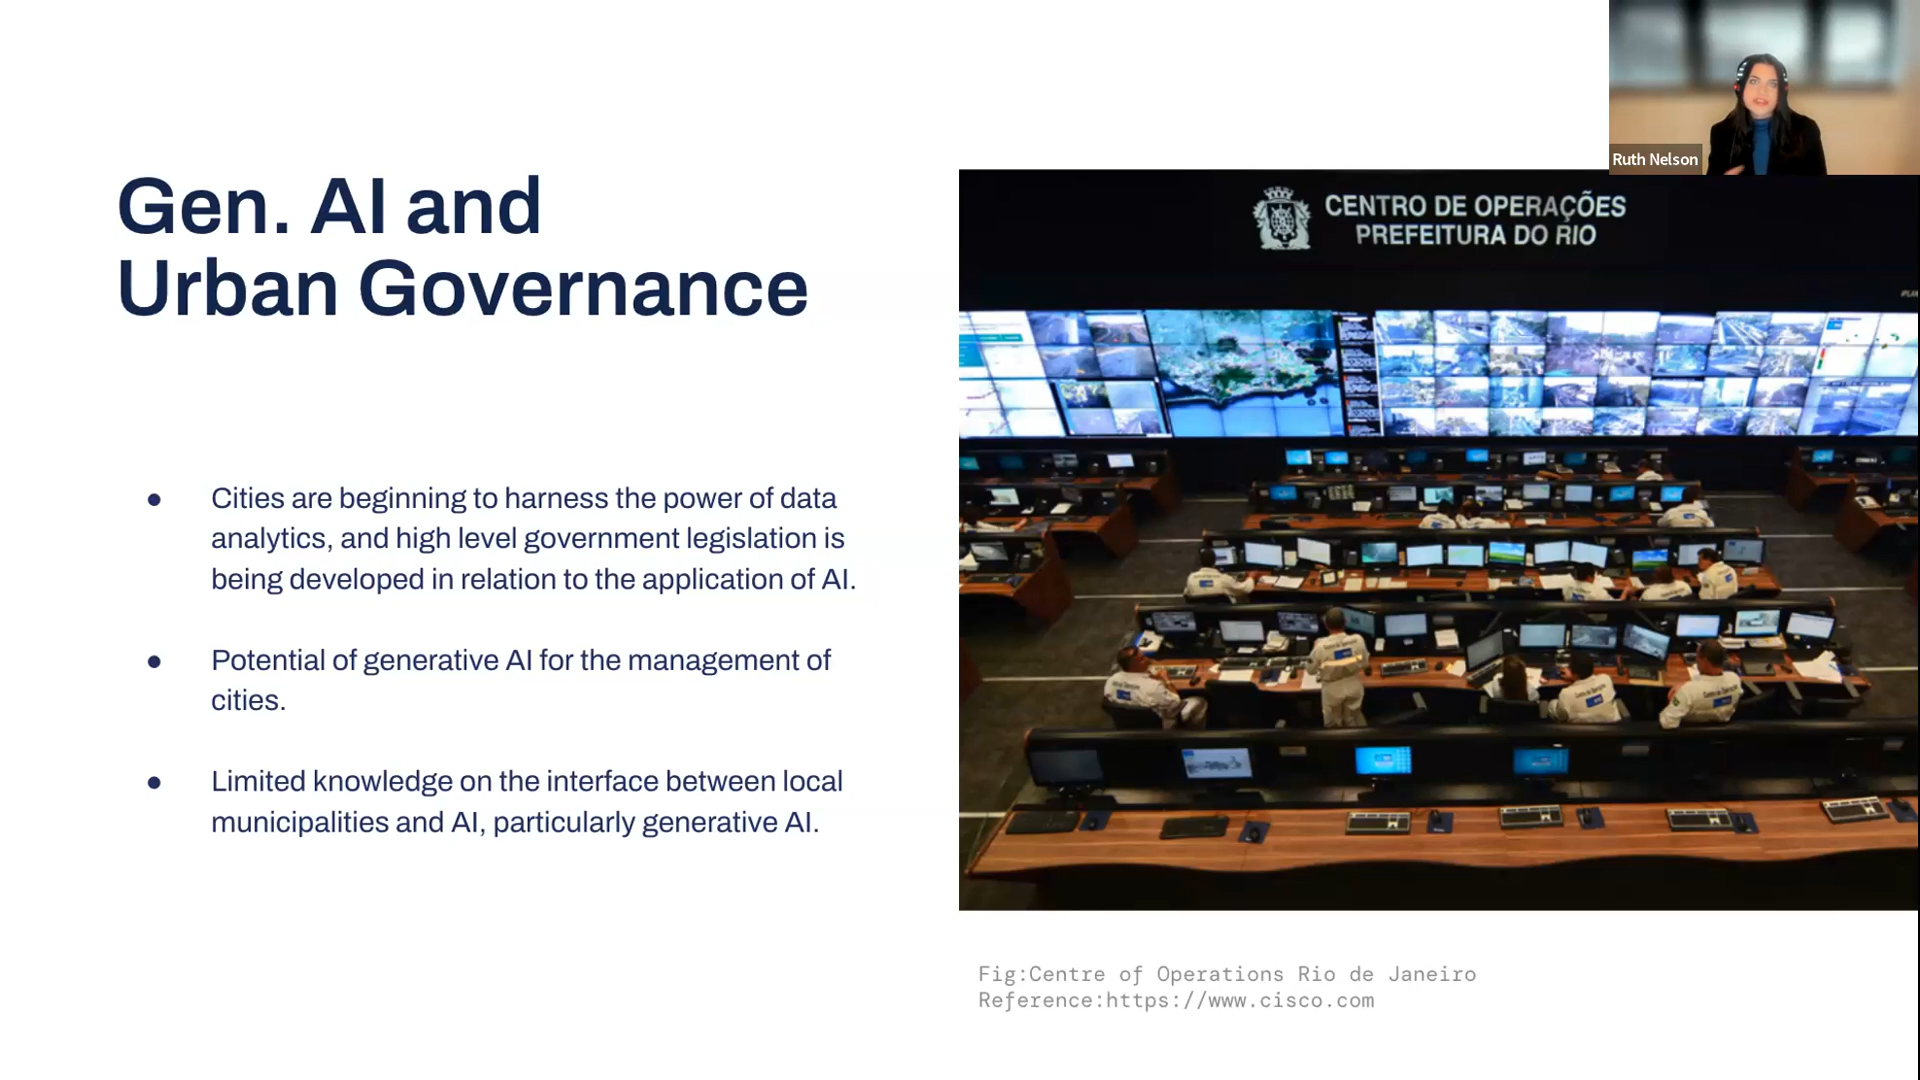 Ruth Nelson
Gen. AI and
Urban Governance
CENTRO DE OPERAÇÕES
PREFEITURA DO RIO
● Cities are beginning to harness the power of data
analytics, and high level government legislation is
being developed in relation to the application of AI.
● Potential of generative AI for the management of
cities.
● Limited knowledge on the interface between local
municipalities and AI, particularly generative AI.
Fig:Centre of Operations Rio de Janeiro
Reference:https://www.cisco.com